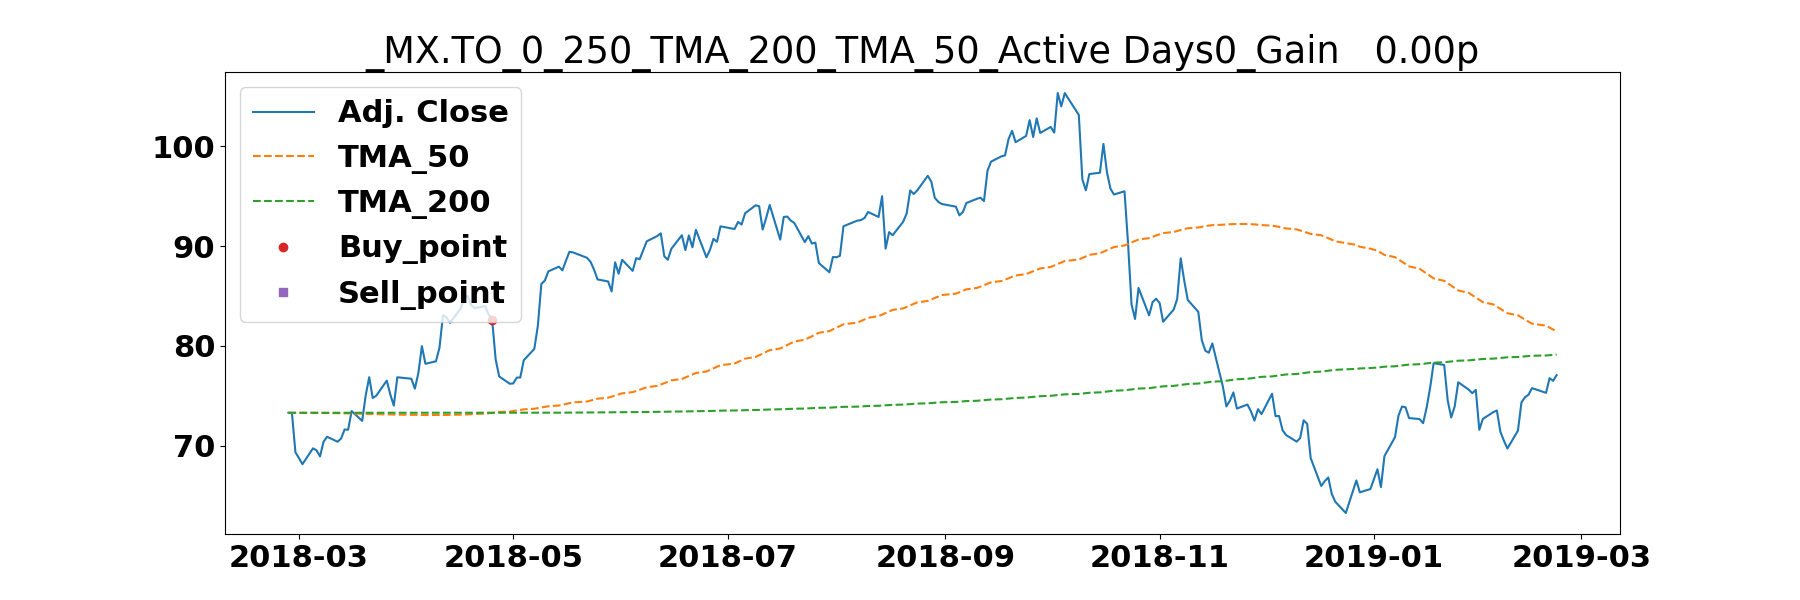 _MX.TO_0_250_TMA_200_TMA_50_Active Days0_Gain   0.00p
Adj. Close
TMA_50
TMA_200
Buy_point
Sell_point
100
90
80
70
2018-03 2018-05 2018-07 2018-09 2018-11 2019-01 2019-03